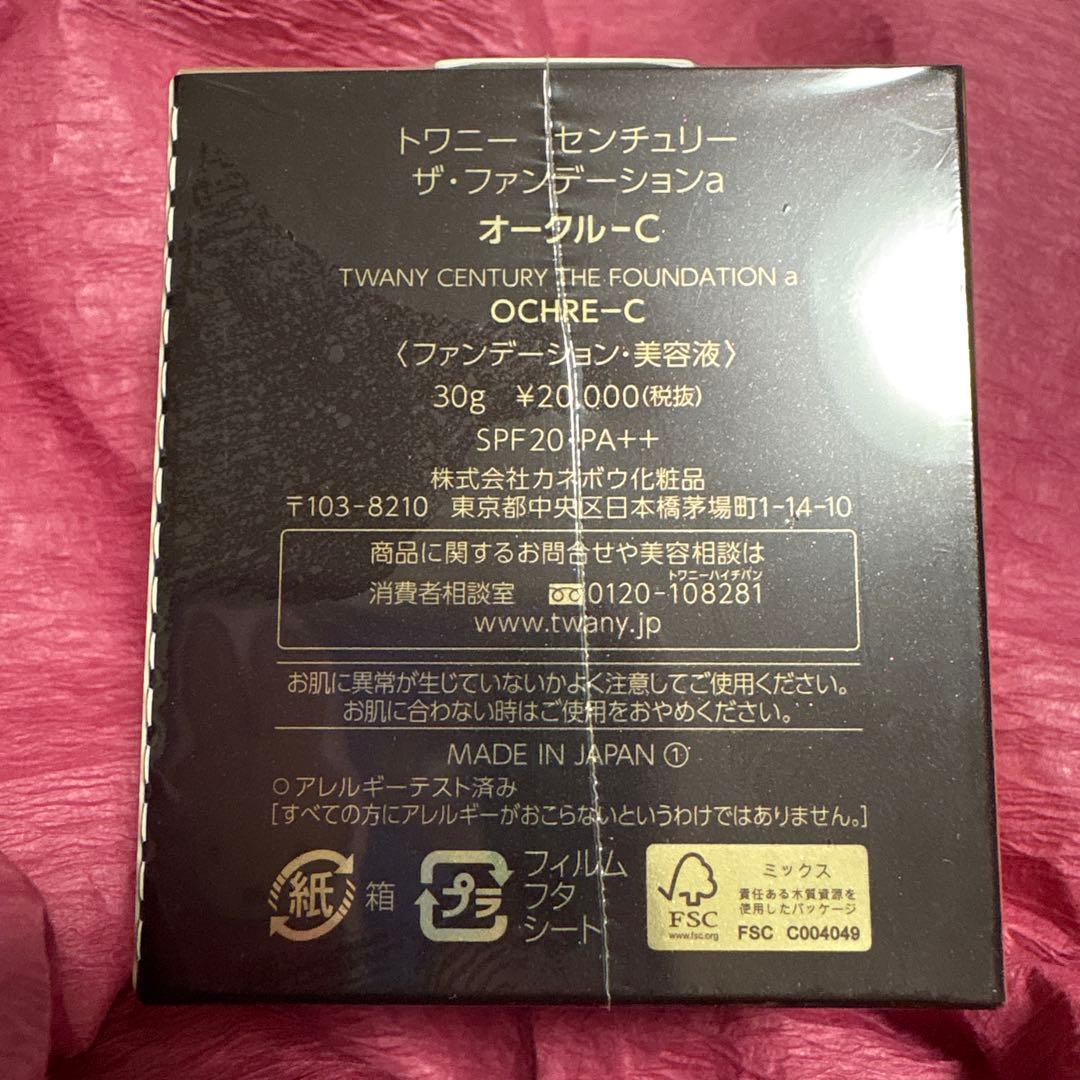 トワニー センチュリー
ザ・ファンデーションa
オークル-C
TWANY CENTURY THE FOUNDATION a
OCHRE-C
〈ファンデーション・美容液〉
30g ¥20,000(税抜)
SPF20・PA++
株式会社カネボウ化粧品
〒103-8210 東京都中央区日本橋茅場町1-14-10
商品に関するお問合せや美容相談は
トワニーハイチバン
消費者相談室 0120-108281
www.twany.jp
お肌に異常が生じていないかよく注意してご使用ください。
お肌に合わない時はご使用をおやめください。
MADE IN JAPAN ①
○アレルギーテスト済み
[すべての方にアレルギーがおこらないというわけではありません。]
紙 箱
プラ フィルム
フタ
シート
ミックス
責任ある木質資源を
使用したパッケージ
FSC
www.fsc.org
FSC C004049